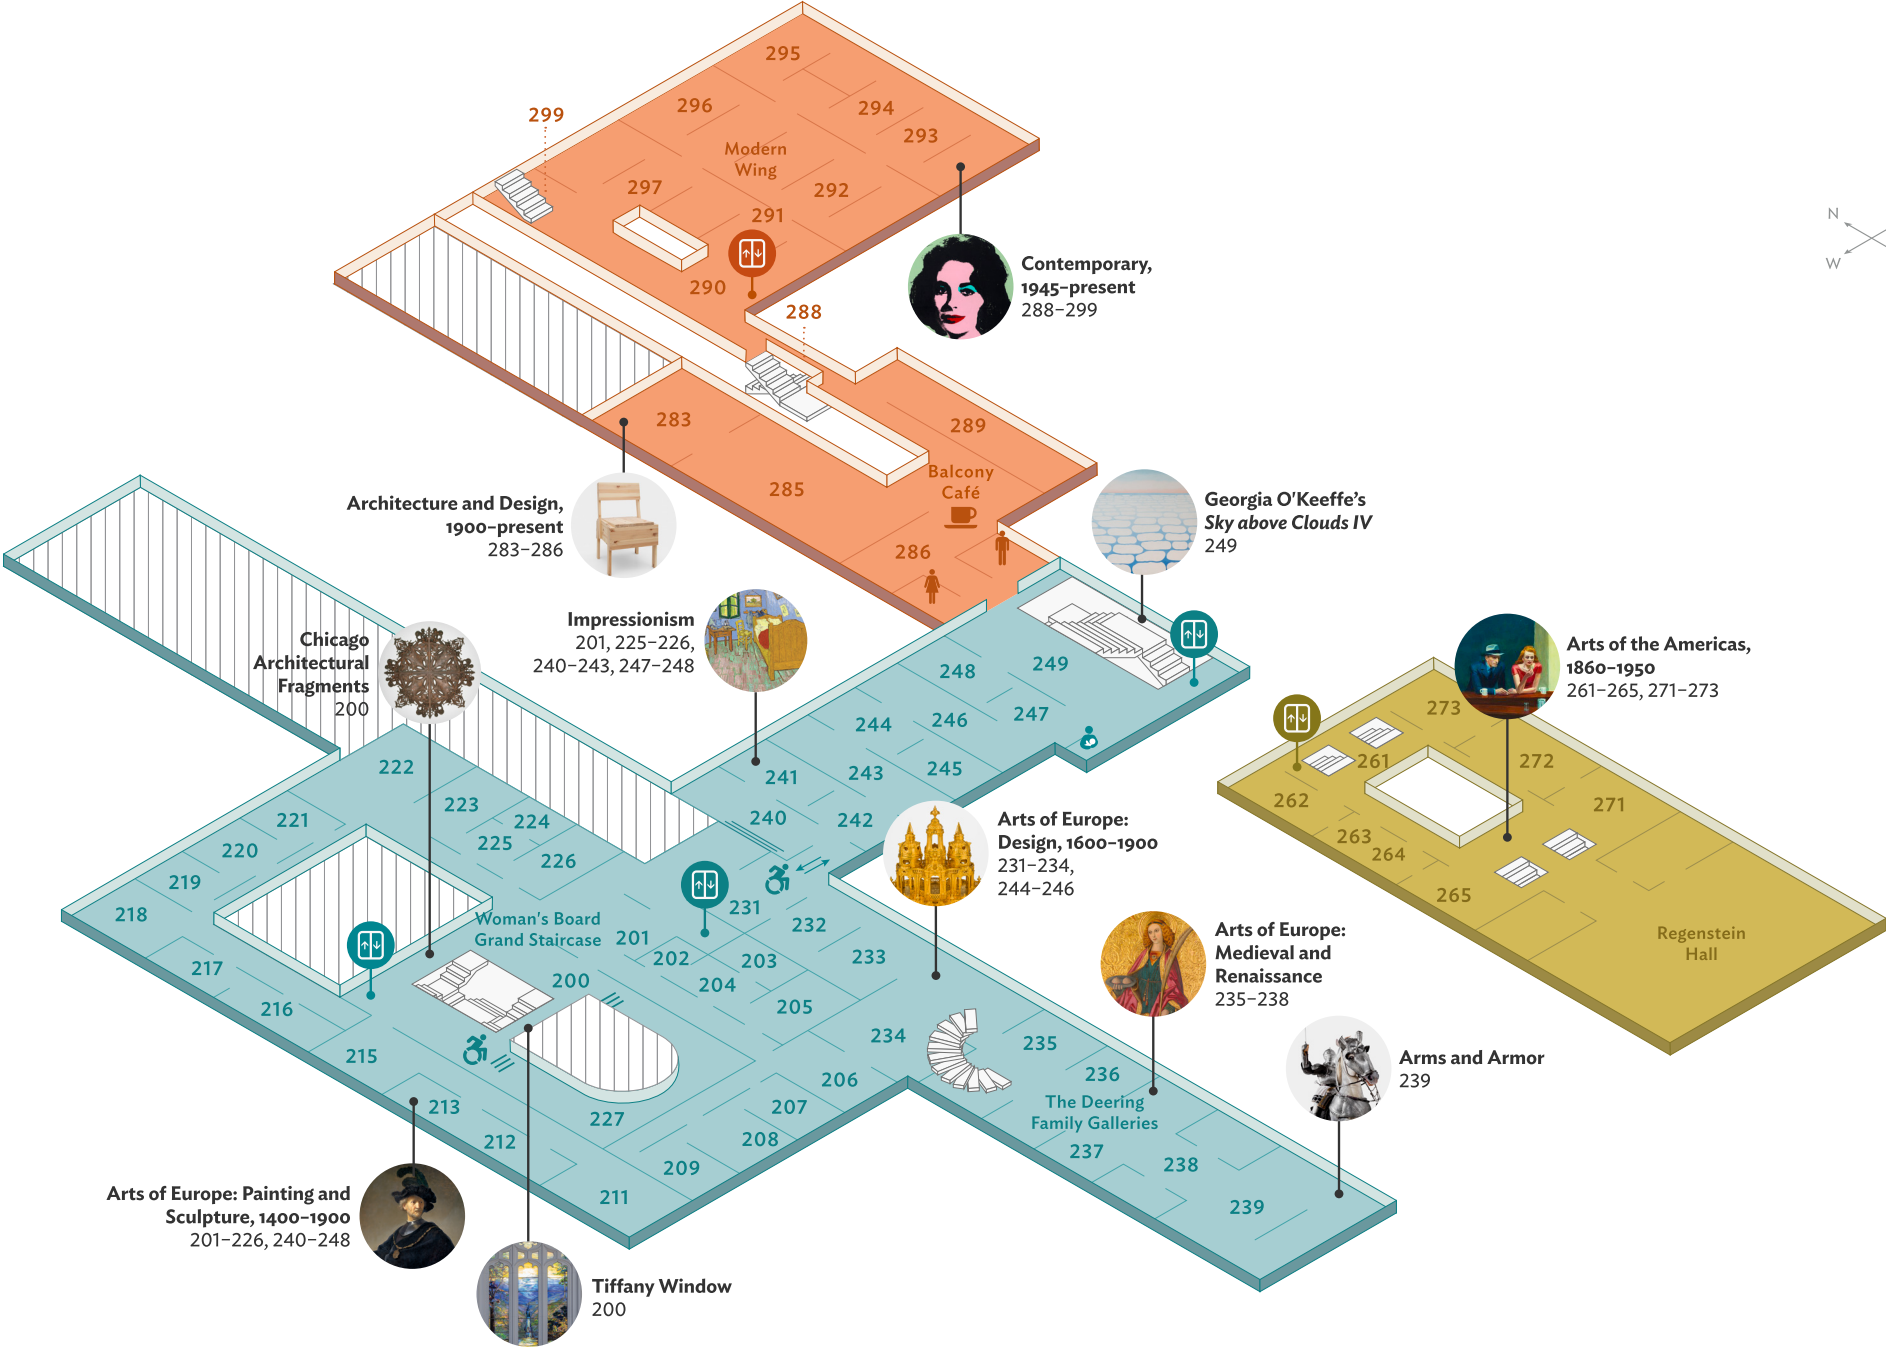 295
296
294
299
293
Modern
Wing
297
292
291
290
288
N
W
Contemporary,
1945–present
288–299
283
289
285
Balcony
Café
286
Architecture and Design,
1900–present
283–286
Georgia O'Keeffe's
Sky above Clouds IV
249
Impressionism
201, 225–226,
240–243, 247–248
Chicago
Architectural
Fragments
200
248
249
244
246
247
241
243
245
240
242
Arts of the Americas,
1860–1950
261–265, 271–273
273
261
272
262
271
263
264
265
Regenstein
Hall
222
223
224
221
225
226
220
219
218
217
216
215
Woman's Board
Grand Staircase
201
200
202
203
204
205
231
232
233
234
Arts of Europe:
Design, 1600–1900
231–234,
244–246
Arts of Europe:
Medieval and
Renaissance
235–238
235
236
The Deering
Family Galleries
237
238
239
Arms and Armor
239
206
207
208
209
227
213
212
211
Arts of Europe: Painting and
Sculpture, 1400–1900
201–226, 240–248
Tiffany Window
200